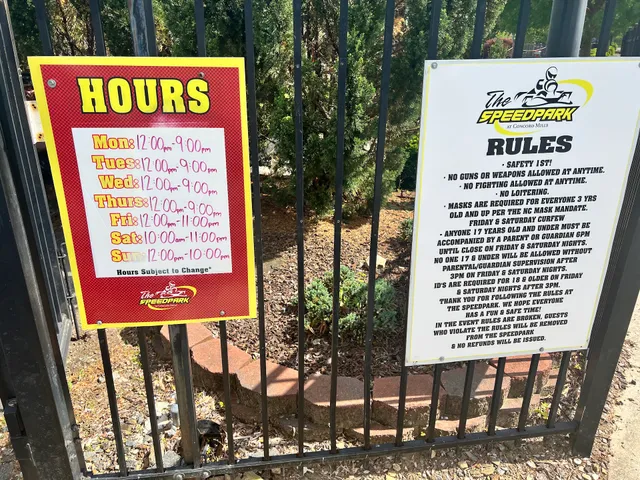 HOURS
Mon: 12:00pm-9:00pm
Tues: 12:00pm-9:00pm
Wed: 12:00pm-9:00pm
Thurs: 12:00pm-9:00pm
Fri: 12:00pm-11:00pm
Sat: 10:00am-11:00pm
Sun: 12:00pm-10:00pm
Hours Subject to Change*
The
SPEEDPARK
The
SPEEDPARK
AT CONCORD MILLS
RULES
· SAFETY 1ST!
· NO GUNS OR WEAPONS ALLOWED AT ANYTIME.
· NO FIGHTING ALLOWED AT ANYTIME.
· NO LOITERING.
· MASKS ARE REQUIRED FOR EVERYONE 3 YRS
OLD AND UP PER THE NC MASK MANDATE.
FRIDAY & SATURDAY CURFEW
· ANYONE 17 YEARS OLD AND UNDER MUST BE
ACCOMPANIED BY A PARENT OR GUARDIAN 6PM
UNTIL CLOSE ON FRIDAY & SATURDAY NIGHTS.
NO ONE 17 & UNDER WILL BE ALLOWED WITHOUT
PARENTAL/GUARDIAN SUPERVISION AFTER
3PM ON FRIDAY & SATURDAY NIGHTS.
ID'S ARE REQUIRED FOR 18 & OLDER ON FRIDAY
& SATURDAY NIGHTS AFTER 3PM.
THANK YOU FOR FOLLOWING THE RULES AT
THE SPEEDPARK. WE HOPE EVERYONE
HAS A FUN & SAFE TIME!
IN THE EVENT RULES ARE BROKEN, GUESTS
WHO VIOLATE THE RULES WILL BE REMOVED
FROM THE SPEEDPARK
& NO REFUNDS WILL BE ISSUED.